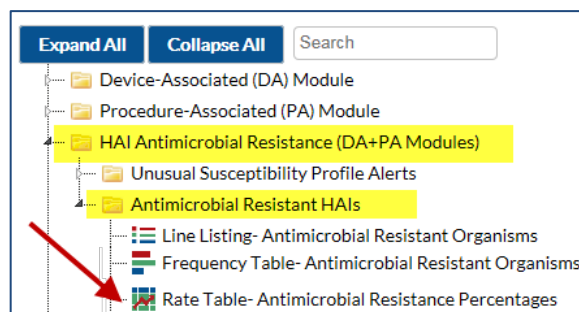 Expand All Collapse All Search
Device-Associated (DA) Module
Procedure-Associated (PA) Module
HAI Antimicrobial Resistance (DA+PA Modules)
Unusual Susceptibility Profile Alerts
Antimicrobial Resistant HAIs
Line Listing- Antimicrobial Resistant Organisms
Frequency Table- Antimicrobial Resistant Organisms
Rate Table- Antimicrobial Resistance Percentages